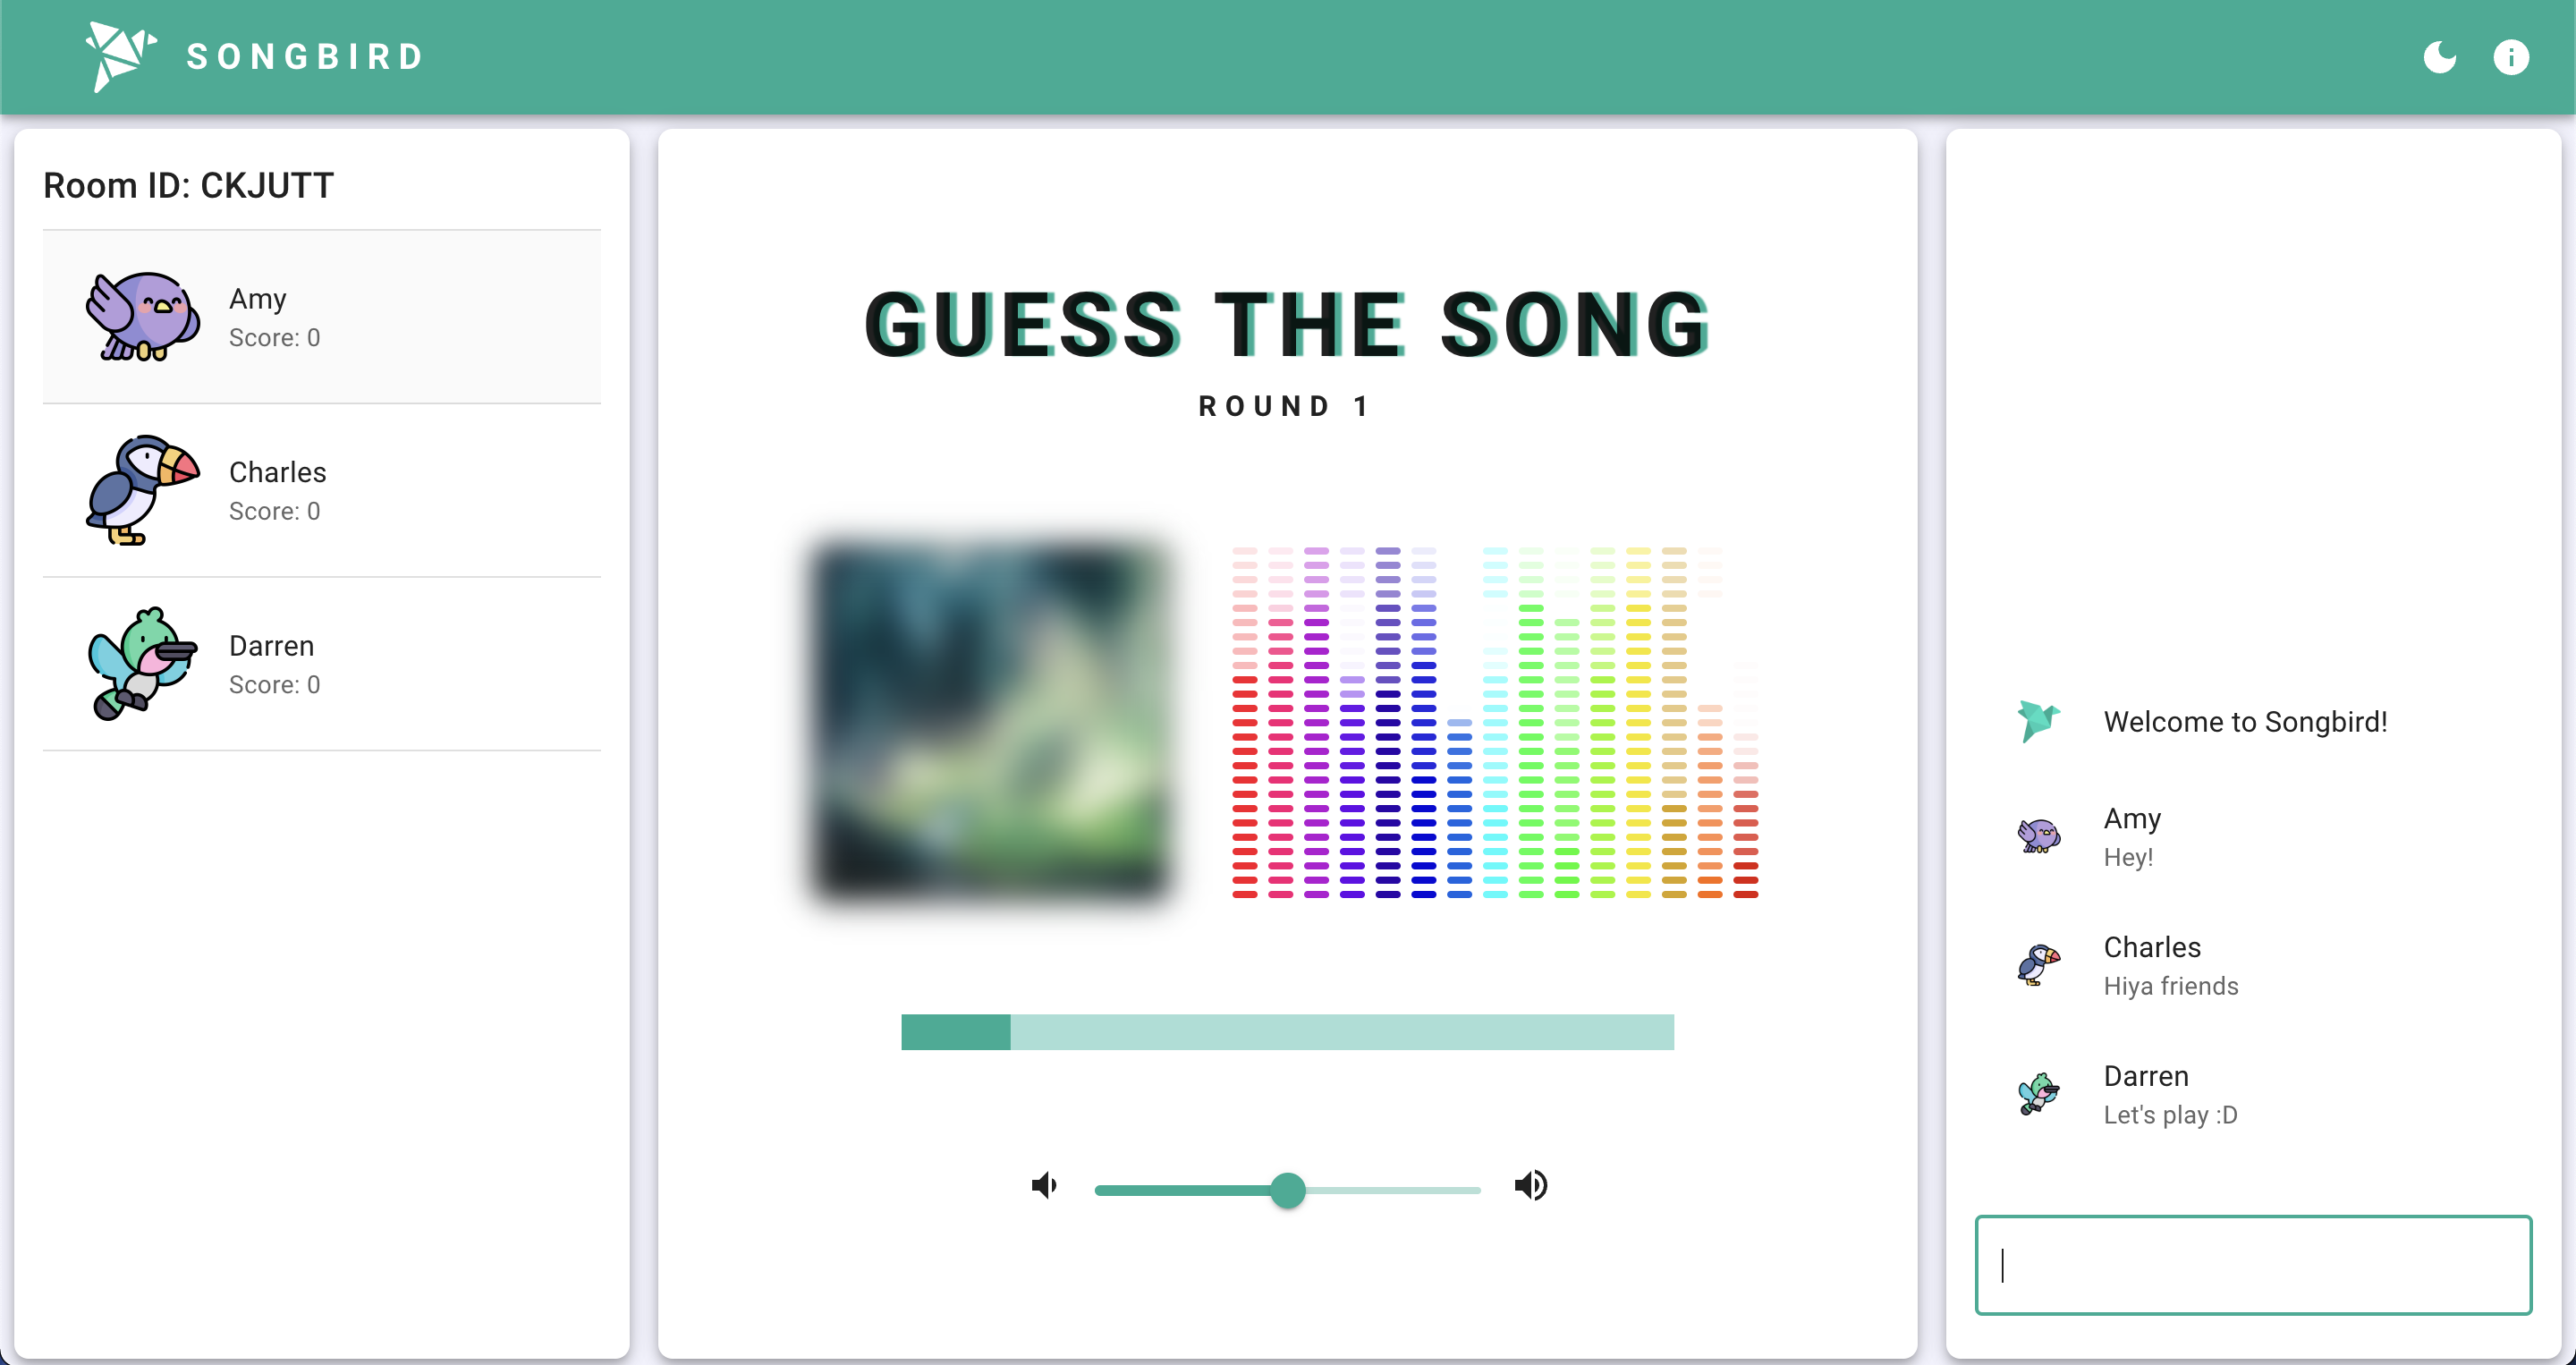 SONGBIRD
Room ID: CKJUTT
Amy
Score: 0
Charles
Score: 0
Darren
Score: 0
GUESS THE SONG
ROUND 1
Welcome to Songbird!
Amy
Hey!
Charles
Hiya friends
Darren
Let's play :D